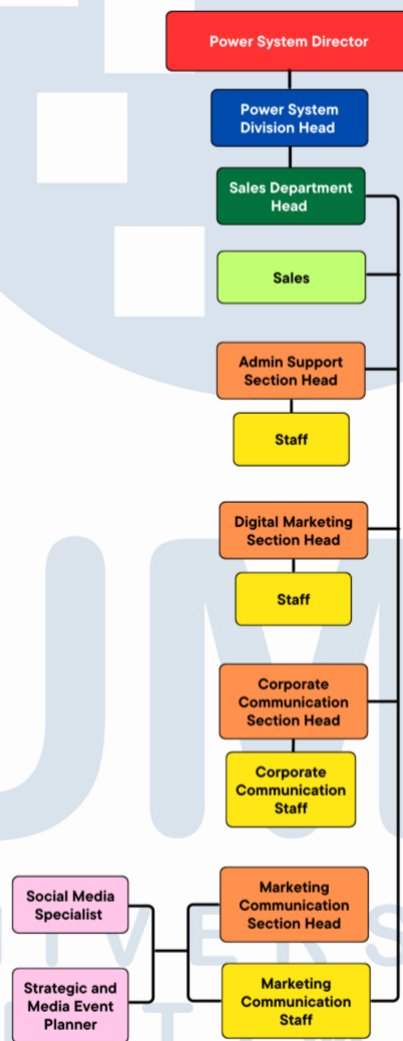 Power System Director
Power System
Division Head
Sales Department
Head
Sales
Admin Support
Section Head
Staff
Digital Marketing
Section Head
Staff
Corporate
Communication
Section Head
Corporate
Communication
Staff
Marketing
Communication
Section Head
Social Media
Specialist
Marketing
Communication
Staff
Strategic and
Media Event
Planner
UM
IVERS